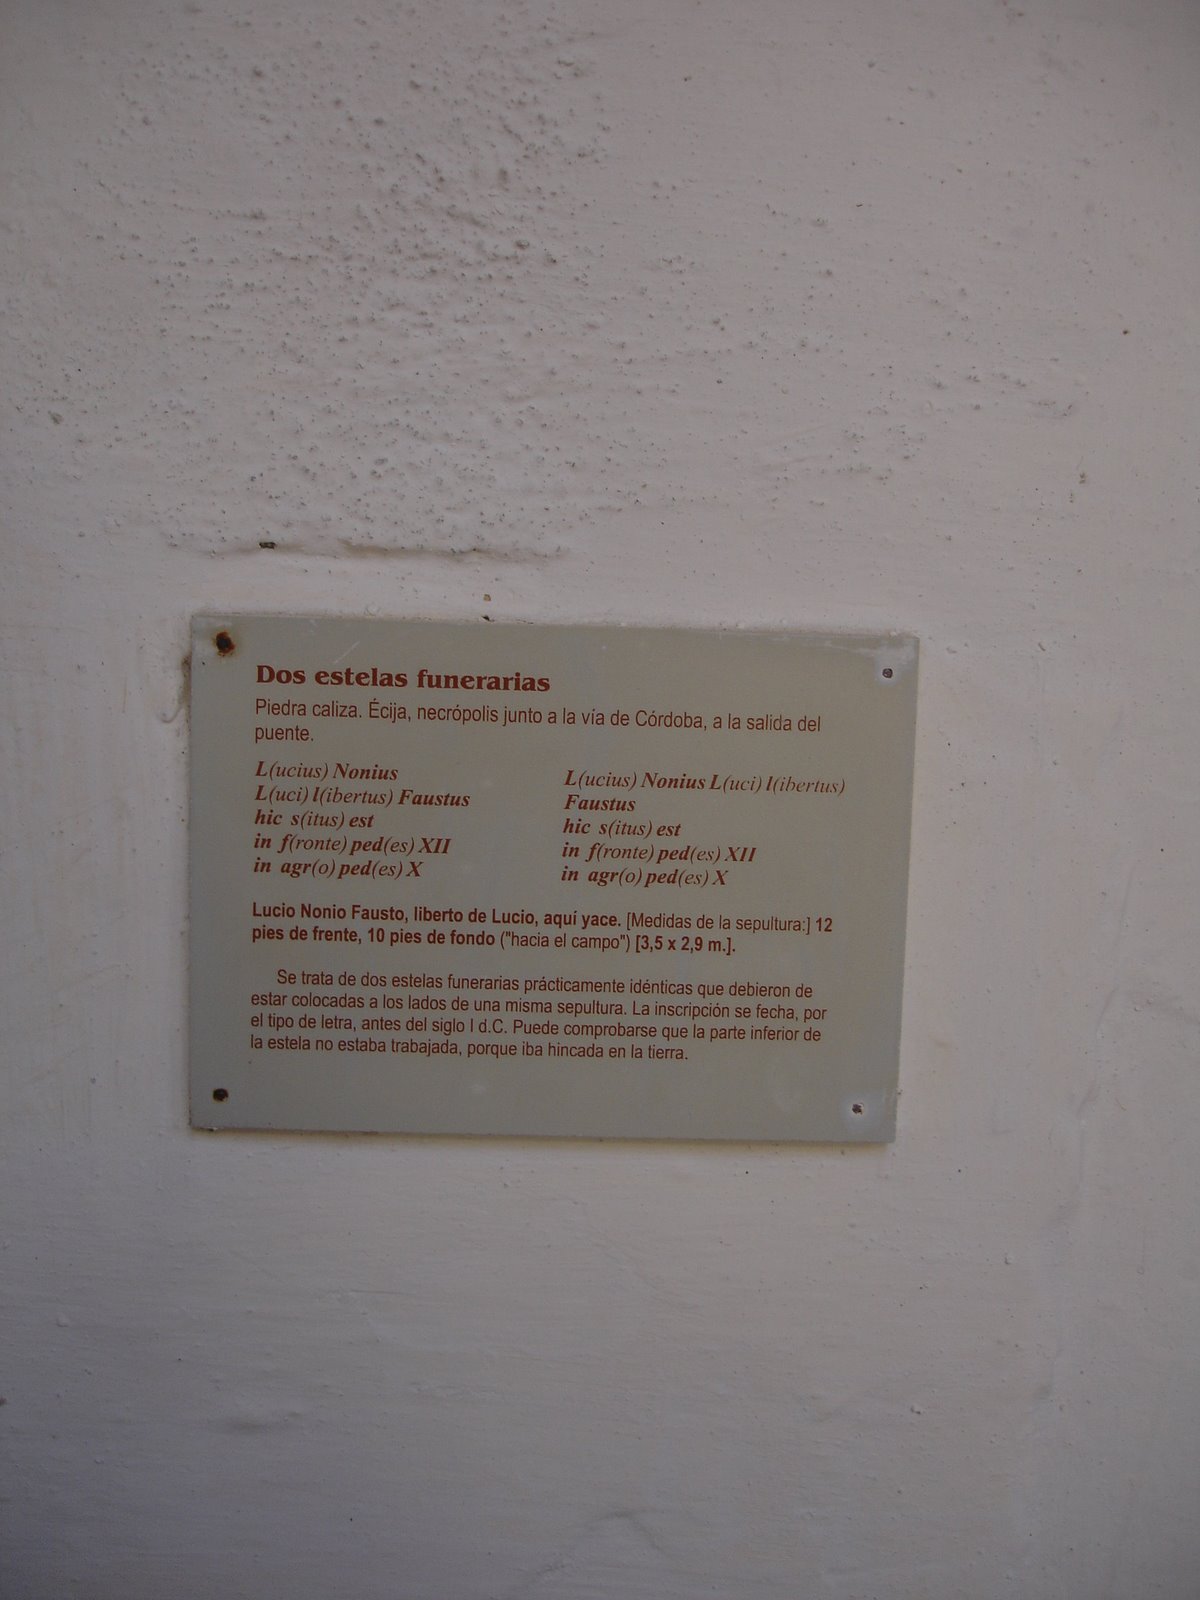 Dos estelas funerarias
Piedra caliza. Écija, necrópolis junto a la vía de Córdoba, a la salida del
puente.
L(ucius) Nonius
L(uci) l(ibertus) Faustus
hic s(itus) est
in f(ronte) ped(es) XII
in agr(o) ped(es) X
L(ucius) Nonius L(uci) l(ibertus)
Faustus
hic s(itus) est
in f(ronte) ped(es) XII
in agr(o) ped(es) X
Lucio Nonio Fausto, liberto de Lucio, aquí yace. [Medidas de la sepultura:] 12
pies de frente, 10 pies de fondo ("hacia el campo") [3,5 x 2,9 m.].
Se trata de dos estelas funerarias prácticamente idénticas que debieron de
estar colocadas a los lados de una misma sepultura. La inscripción se fecha, por
el tipo de letra, antes del siglo I d.C. Puede comprobarse que la parte inferior de
la estela no estaba trabajada, porque iba hincada en la tierra.